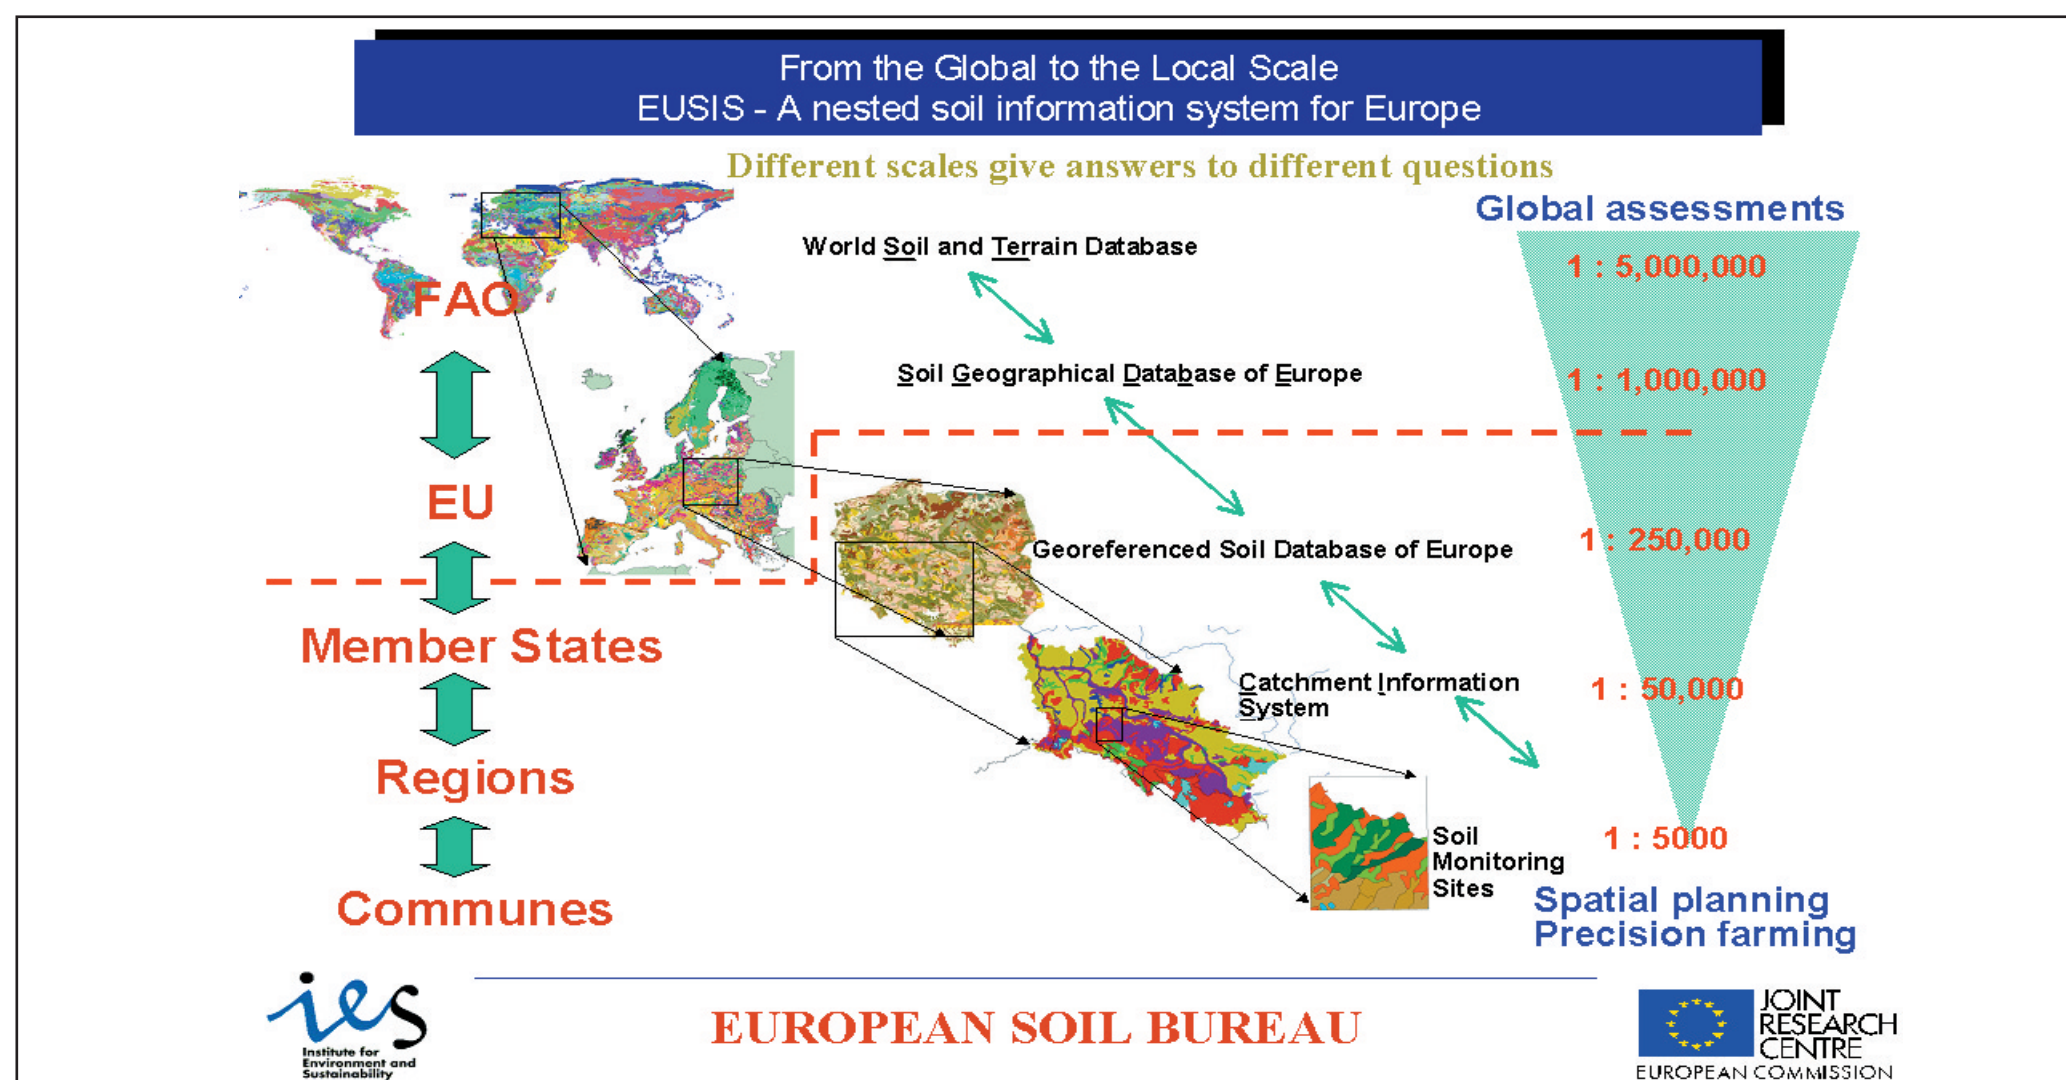 From the Global to the Local Scale
EUSIS - A nested soil information system for Europe
Different scales give answers to different questions
Global assessments
World Soil and Terrain Database
1 : 5,000,000
FAO
Soil Geographical Database of Europe
1 : 1,000,000
EU
Georeferenced Soil Database of Europe
1 : 250,000
Member States
Catchment Information
System
1 : 50,000
Regions
Soil
Monitoring
Sites
1 : 5000
Communes
Spatial planning
Precision farming
ies
Institute for
Environment and
Sustainability
EUROPEAN SOIL BUREAU
JOINT
RESEARCH
CENTRE
EUROPEAN COMMISSION